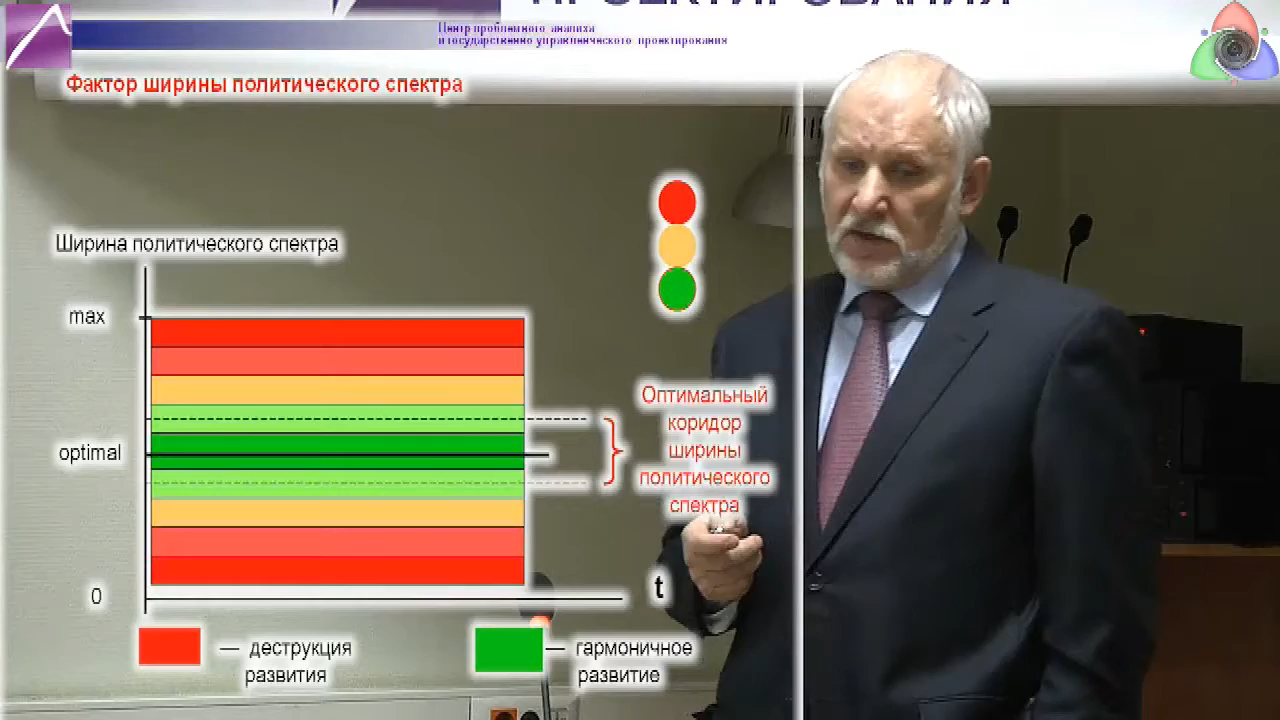 ПРОЕКТИРОВАНИЯ
Центр проблемного анализа
и государственно управленческого проектирования
Фактор ширины политического спектра
Ширина политического спектра
max
optimal
0
t
Оптимальный
коридор
ширины
политического
спектра
— деструкция
развития
— гармоничное
развитие